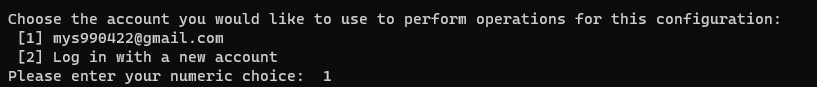 Choose the account you would like to use to perform operations for this configuration:
[1] mys990422@gmail.com
[2] Log in with a new account
Please enter your numeric choice:  1